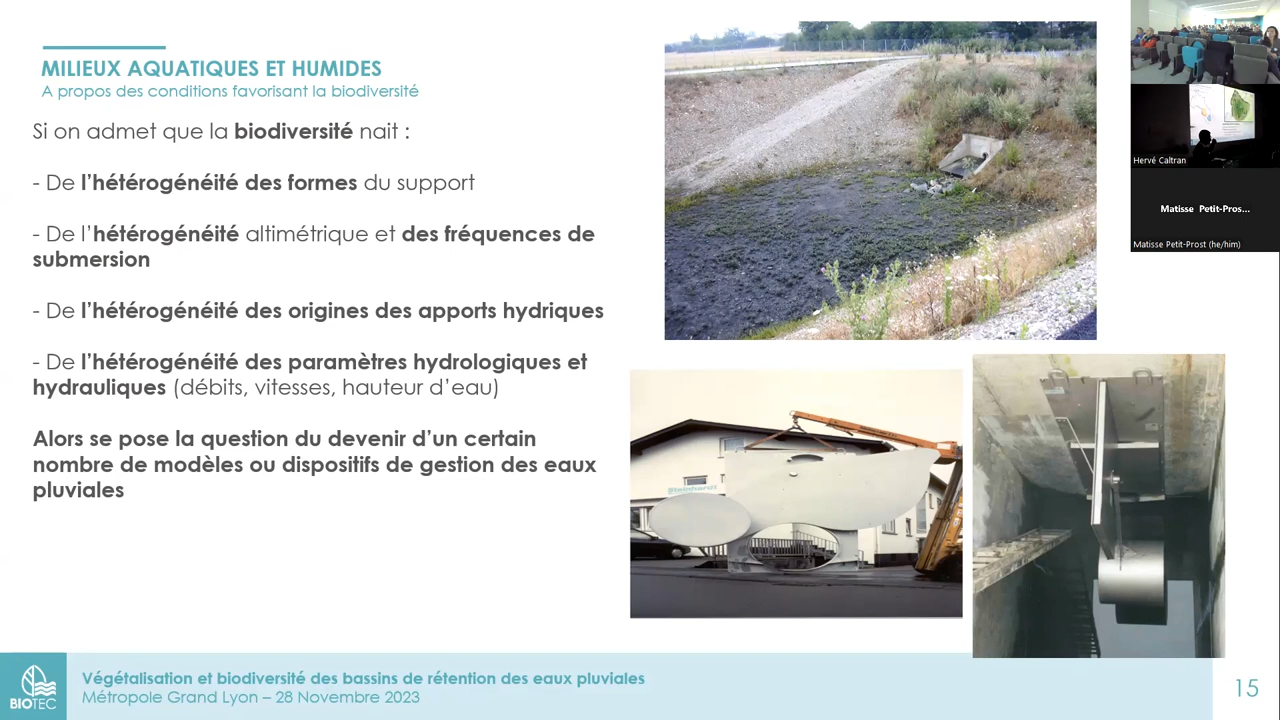 MILIEUX AQUATIQUES ET HUMIDES
A propos des conditions favorisant la biodiversité
Si on admet que la biodiversité nait :
- De l’hétérogénéité des formes du support
- De l’hétérogénéité altimétrique et des fréquences de
submersion
- De l’hétérogénéité des origines des apports hydriques
- De l’hétérogénéité des paramètres hydrologiques et
hydrauliques (débits, vitesses, hauteur d’eau)
Alors se pose la question du devenir d’un certain
nombre de modèles ou dispositifs de gestion des eaux
pluviales
Steinhardt
Hervé Caltran
Matisse Petit-Pros...
Matisse Petit-Prost (he/him)
BIOTEC
Végétalisation et biodiversité des bassins de rétention des eaux pluviales
Métropole Grand Lyon – 28 Novembre 2023
15